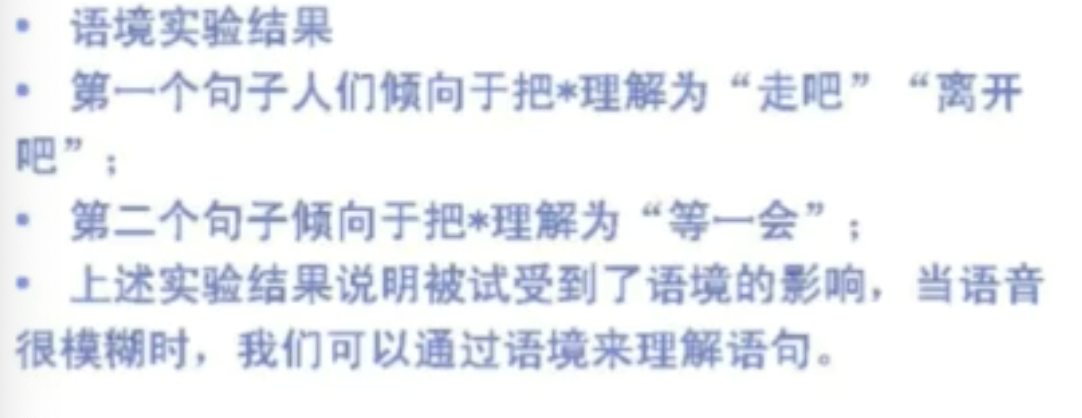 • 语境实验结果
• 第一个句子人们倾向于把*理解为“走吧”“离开
吧”；
• 第二个句子倾向于把*理解为“等一会”；
• 上述实验结果说明被试受到了语境的影响，当语音
很模糊时，我们可以通过语境来理解语句。